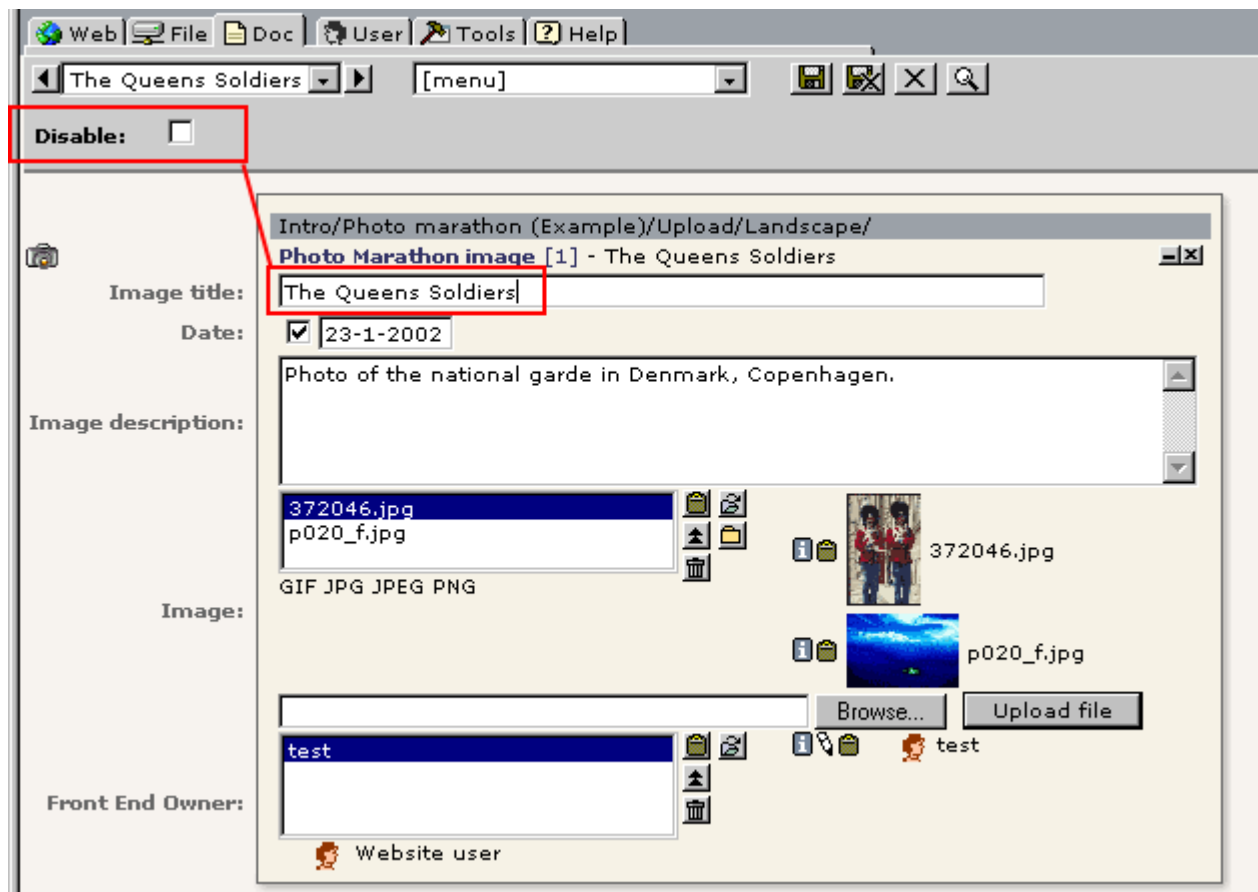 Web File Doc User Tools Help
The Queens Soldiers [menu]
Disable:
Intro/Photo marathon (Example)/Upload/Landscape/
Photo Marathon image [1] - The Queens Soldiers
Image title: The Queens Soldiers
Date: 23-1-2002
Photo of the national garde in Denmark, Copenhagen.
Image description:
372046.jpg
p020_f.jpg
372046.jpg
GIF JPG JPEG PNG
Image:
p020_f.jpg
Browse... Upload file
test test
Front End Owner:
Website user